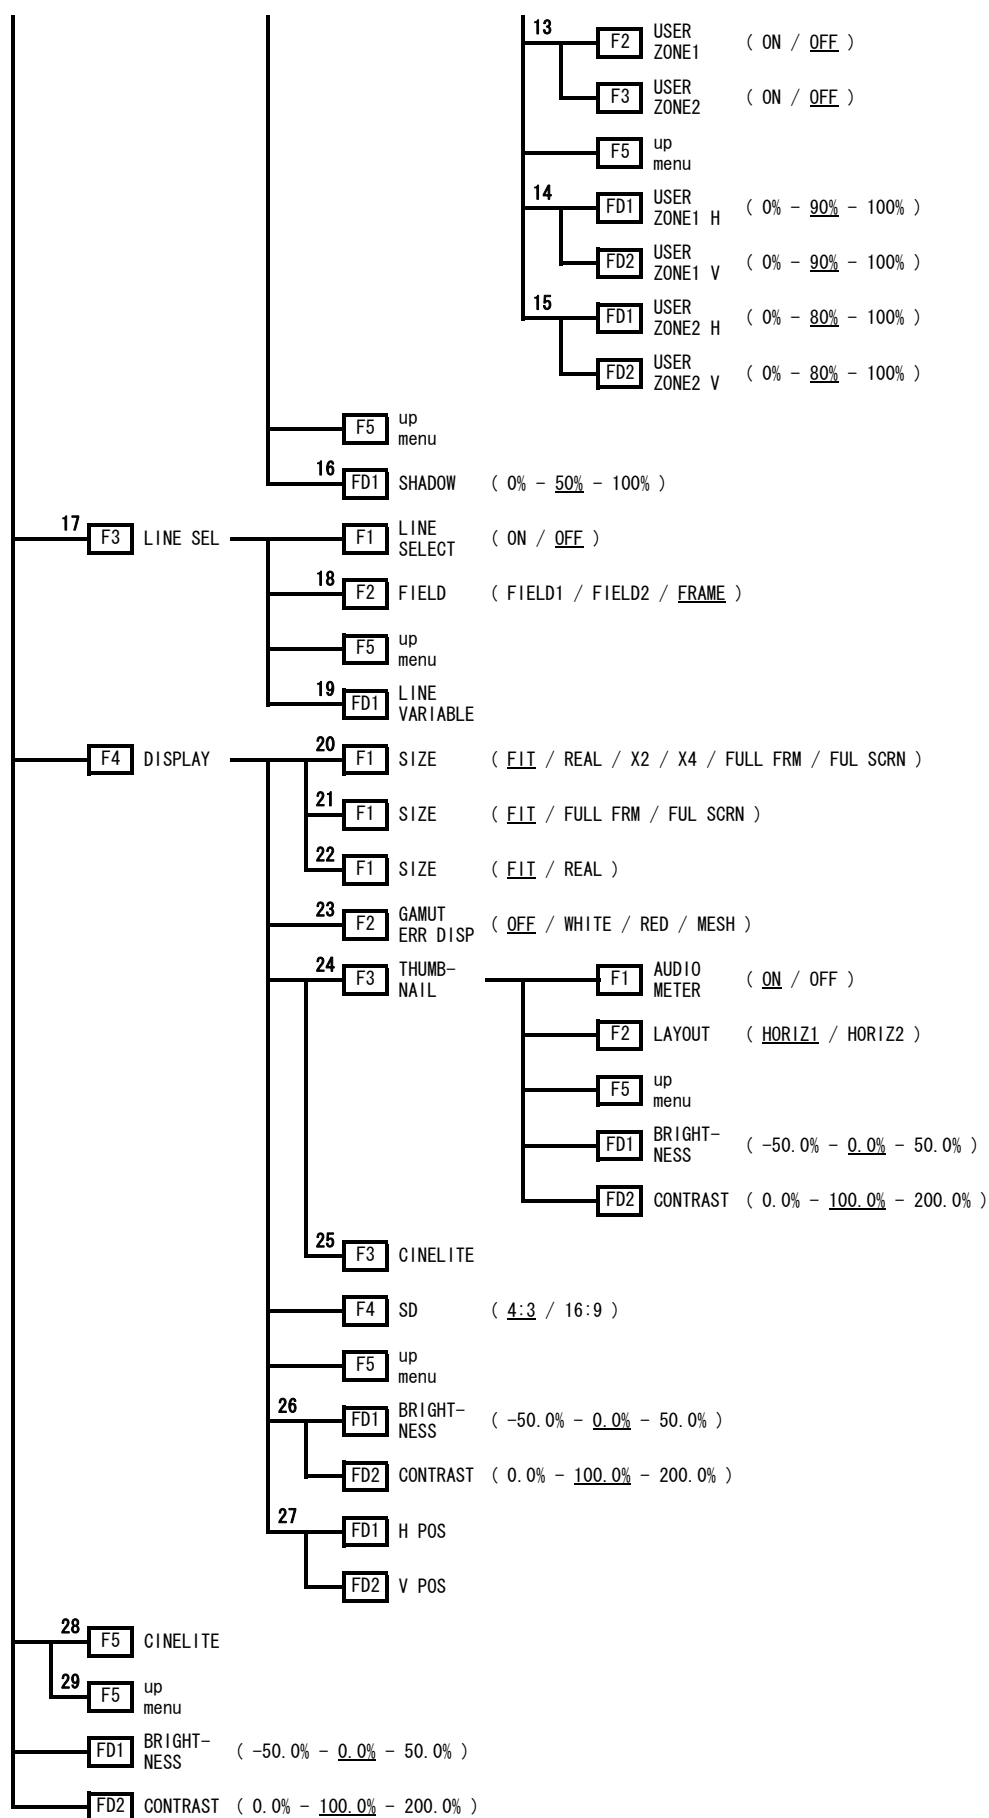 13 F2 USER ZONE1 ( ON / OFF )
F3 USER ZONE2 ( ON / OFF )
F5 up menu
14 FD1 USER ZONE1 H ( 0% - 90% - 100% )
FD2 USER ZONE1 V ( 0% - 90% - 100% )
15 FD1 USER ZONE2 H ( 0% - 80% - 100% )
FD2 USER ZONE2 V ( 0% - 80% - 100% )
F5 up menu
16 FD1 SHADOW ( 0% - 50% - 100% )
17 F3 LINE SEL F1 LINE SELECT ( ON / OFF )
18 F2 FIELD ( FIELD1 / FIELD2 / FRAME )
F5 up menu
19 FD1 LINE VARIABLE
F4 DISPLAY 20 F1 SIZE ( FIT / REAL / X2 / X4 / FULL FRM / FUL SCRN )
21 F1 SIZE ( FIT / FULL FRM / FUL SCRN )
22 F1 SIZE ( FIT / REAL )
23 F2 GAMUT ERR DISP ( OFF / WHITE / RED / MESH )
24 F3 THUMB-NAIL F1 AUDIO METER ( ON / OFF )
F2 LAYOUT ( HORIZ1 / HORIZ2 )
F5 up menu
FD1 BRIGHT-NESS ( -50.0% - 0.0% - 50.0% )
FD2 CONTRAST ( 0.0% - 100.0% - 200.0% )
25 F3 CINELITE
F4 SD ( 4:3 / 16:9 )
F5 up menu
26 FD1 BRIGHT-NESS ( -50.0% - 0.0% - 50.0% )
FD2 CONTRAST ( 0.0% - 100.0% - 200.0% )
27 FD1 H POS
FD2 V POS
28 F5 CINELITE
29 F5 up menu
FD1 BRIGHT-NESS ( -50.0% - 0.0% - 50.0% )
FD2 CONTRAST ( 0.0% - 100.0% - 200.0% )